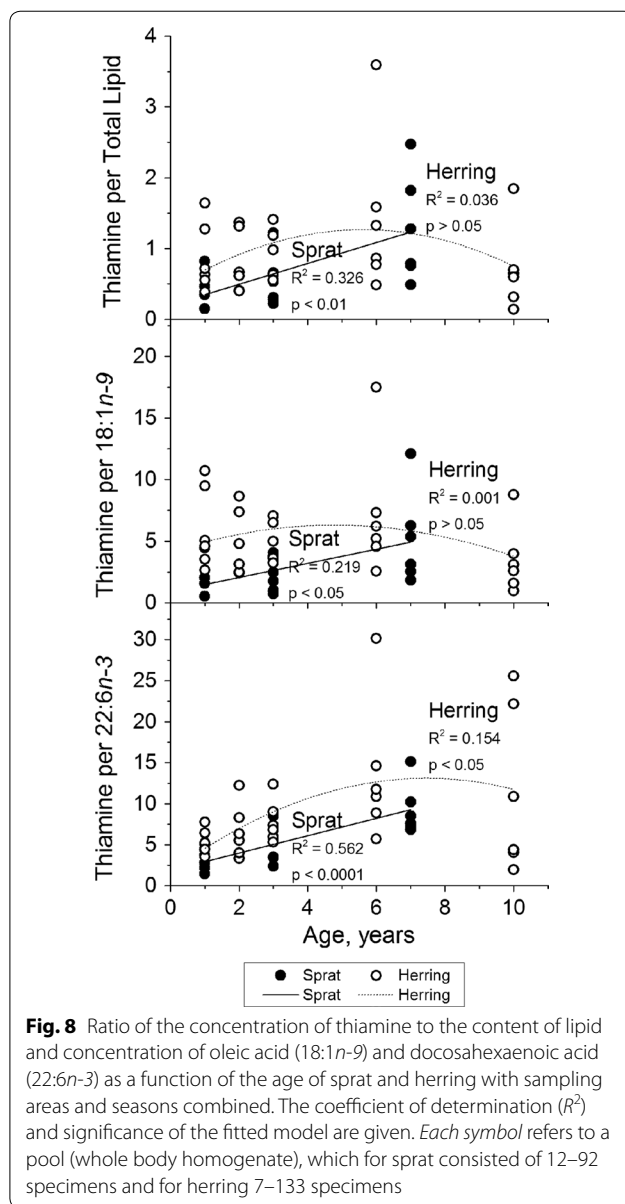 4
3
2
1
0
Thiamine per Total Lipid
Herring
R² = 0.036
p > 0.05
Sprat
R² = 0.326
p < 0.01
20
15
10
5
0
Thiamine per 18:1n-9
Herring
R² = 0.001
p > 0.05
Sprat
R² = 0.219
p < 0.05
30
25
20
15
10
5
0
Thiamine per 22:6n-3
Herring
R² = 0.154
p < 0.05
Sprat
R² = 0.562
p < 0.0001
0 2 4 6 8 10
Age, years
Sprat Herring
Sprat Herring
Fig. 8 Ratio of the concentration of thiamine to the content of lipid
and concentration of oleic acid (18:1n-9) and docosahexaenoic acid
(22:6n-3) as a function of the age of sprat and herring with sampling
areas and seasons combined. The coefficient of determination (R²)
and significance of the fitted model are given. Each symbol refers to a
pool (whole body homogenate), which for sprat consisted of 12–92
specimens and for herring 7–133 specimens